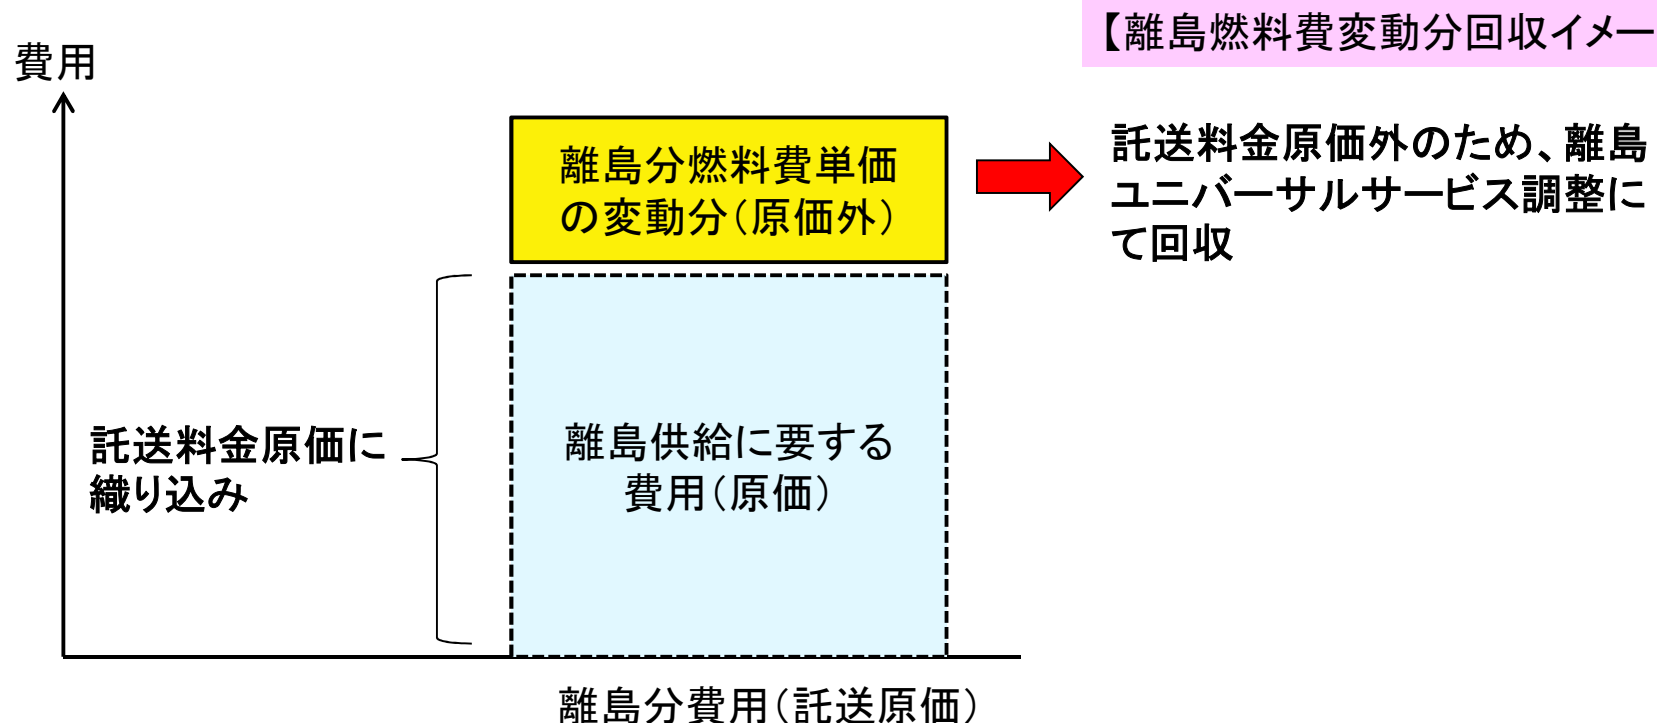 【離島燃料費変動分回収イメー
費用
離島分燃料費単価
の変動分(原価外)
託送料金原価外のため、離島
ユニバーサルサービス調整に
て回収
託送料金原価に
織り込み
離島供給に要する
費用(原価)
離島分費用(託送原価)